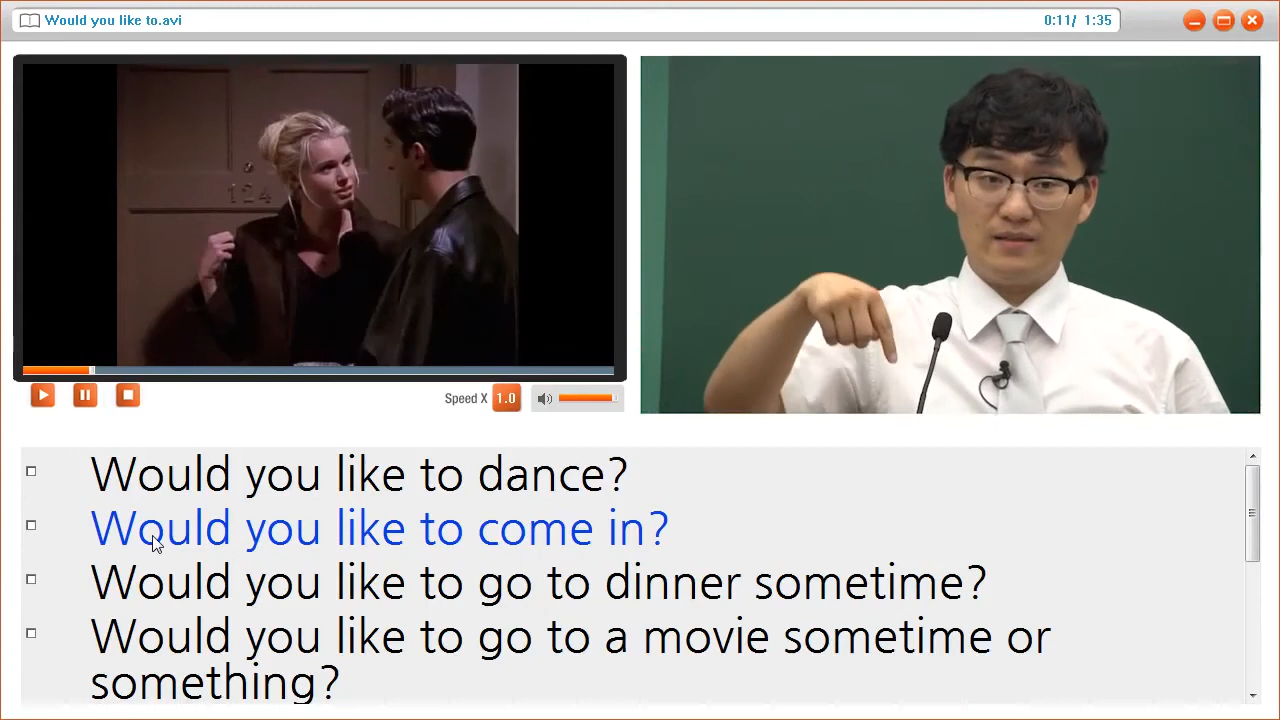 Would you like to.avi
0:11/ 1:35
124
Speed X 1.0
Would you like to dance?
Would you like to come in?
Would you like to go to dinner sometime?
Would you like to go to a movie sometime or
something?